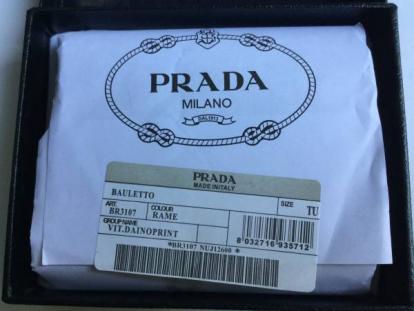 PRADA
MILANO
DAL 1913
PRADA
MADE IN ITALY
BAULETTO
SIZE TU
ART. BR3107
COLOUR RAME
GROUP NAME
VIT.DAINOPRINT
8 032716 935712
*BR3107 NUJ12600 *